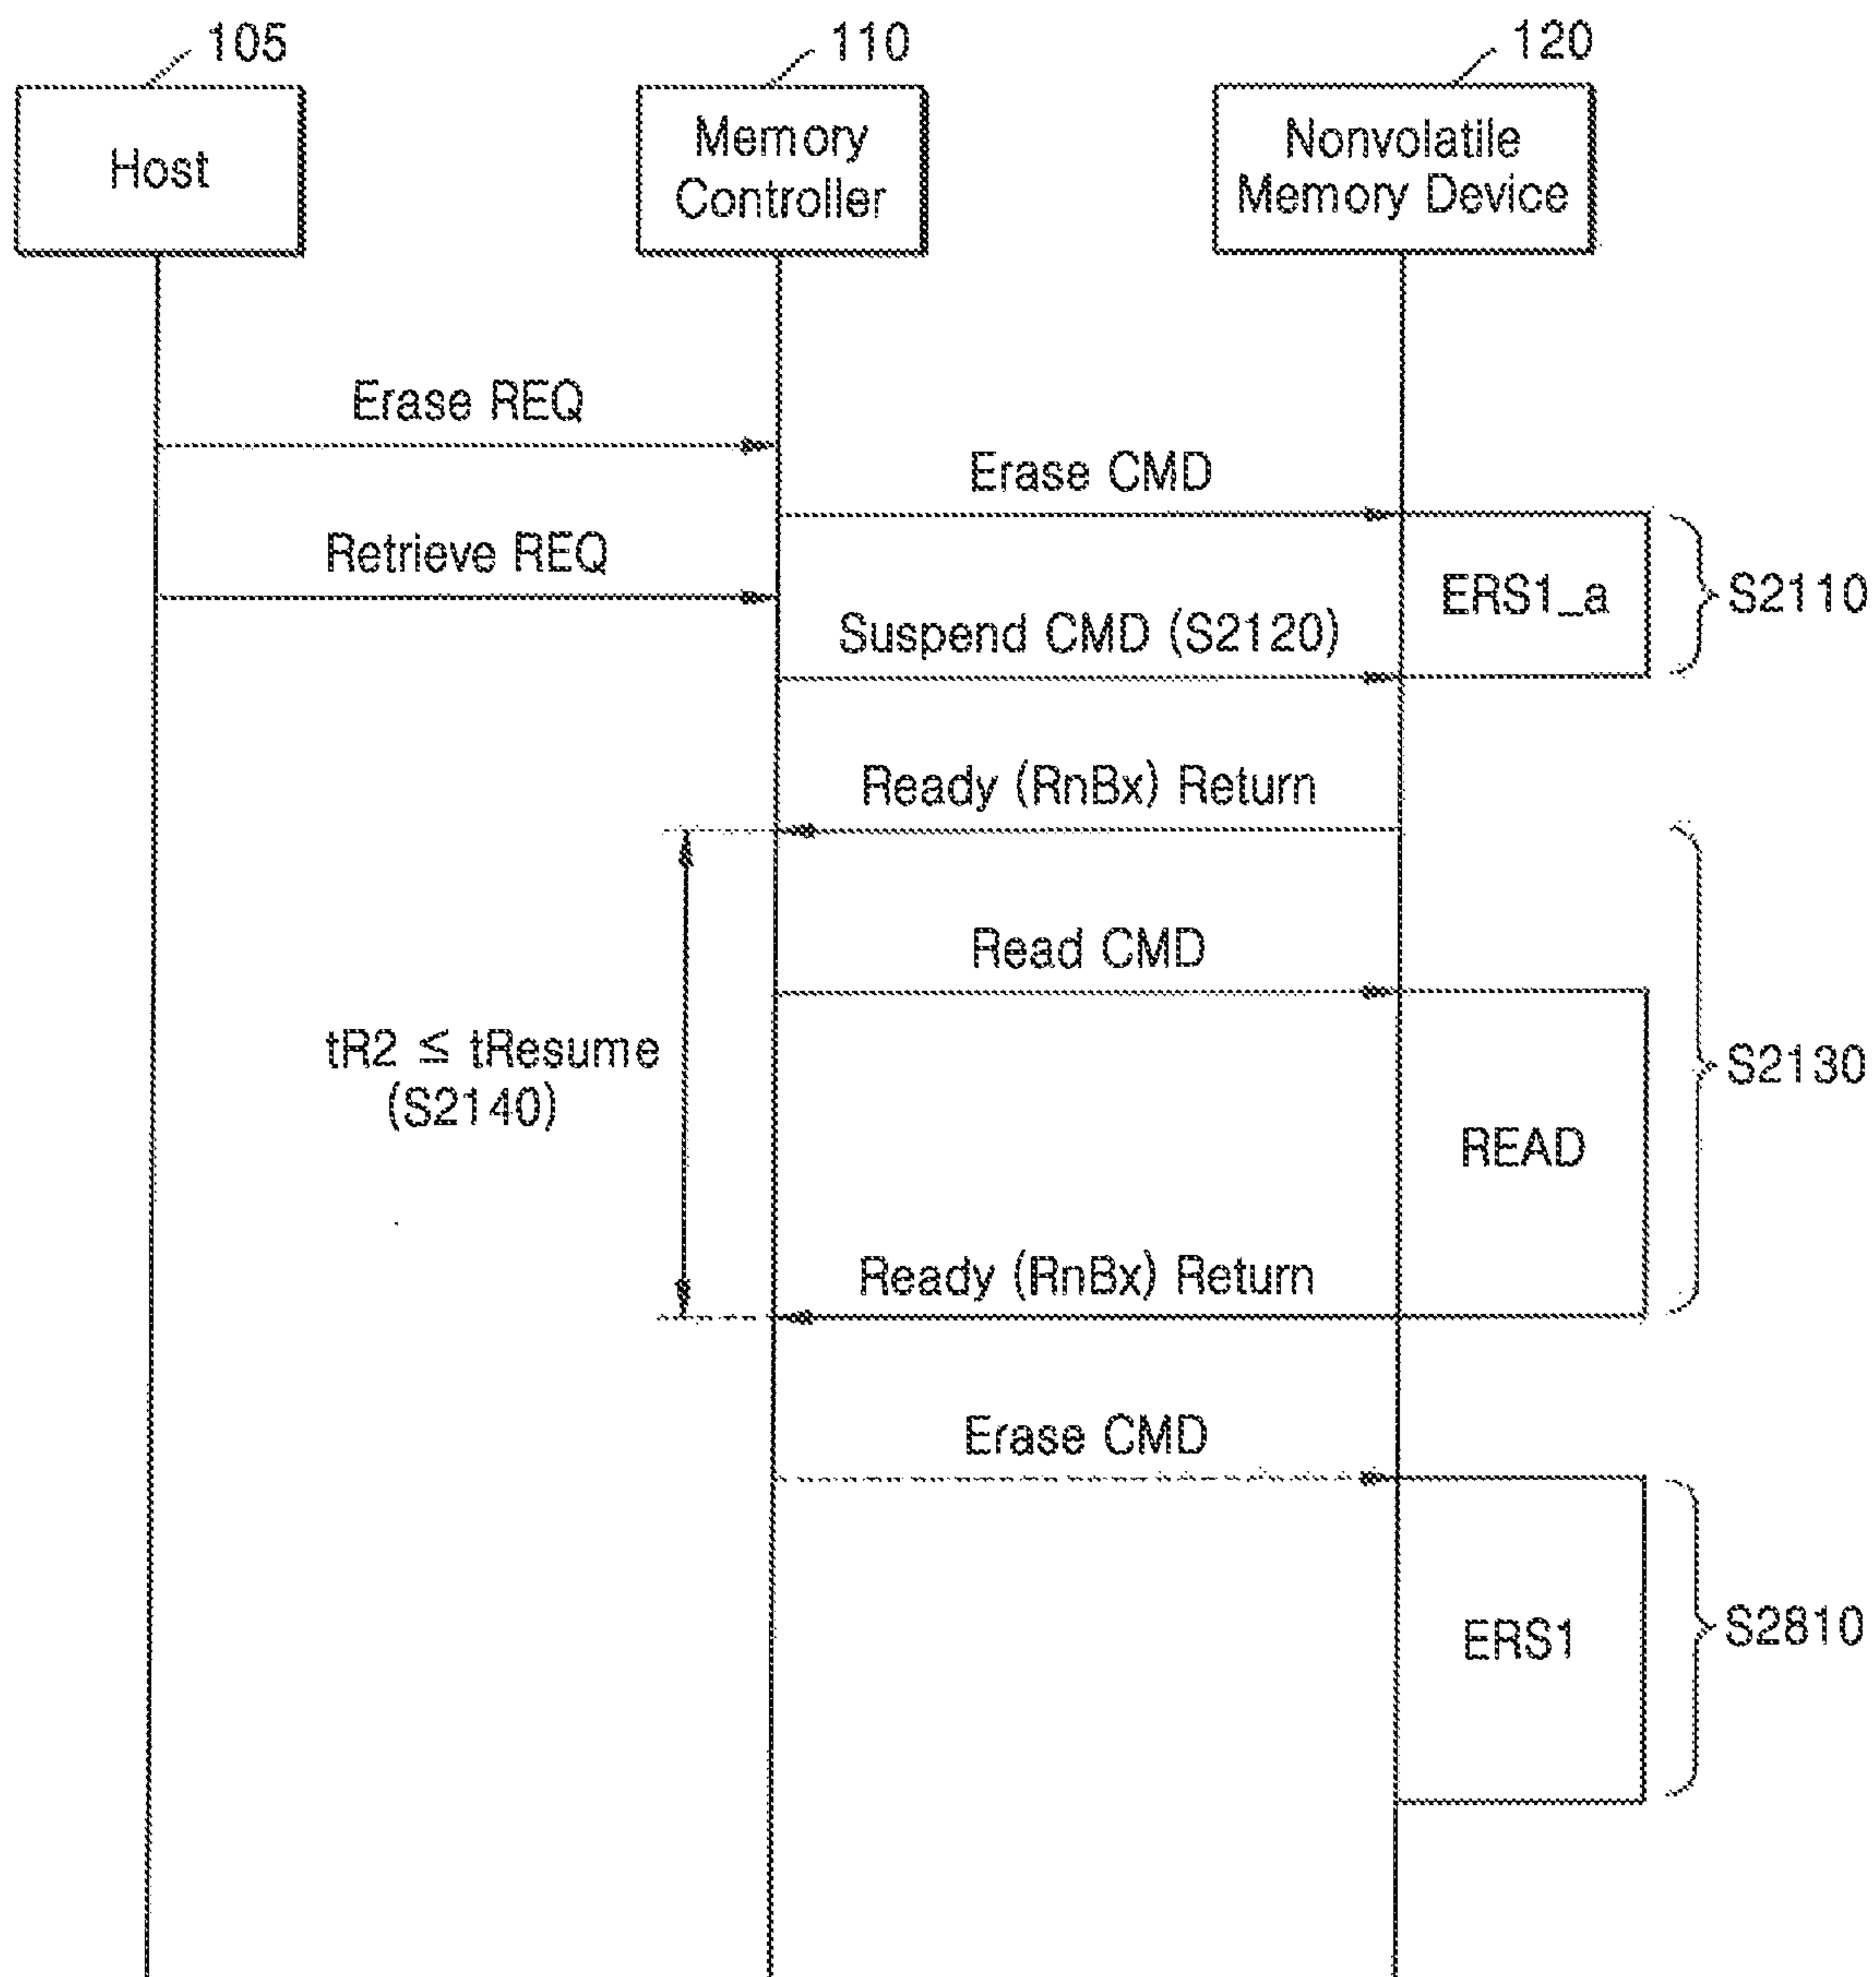 105
110
120
Host
Memory
Controller
Nonvolatile
Memory Device
Erase REQ
Erase CMD
Retrieve REQ
ERS1_a
S2110
Suspend CMD (S2120)
Ready (RnBx) Return
Read CMD
tR2 ≤ tResume
(S2140)
S2130
READ
Ready (RnBx) Return
Erase CMD
ERS1
S2810